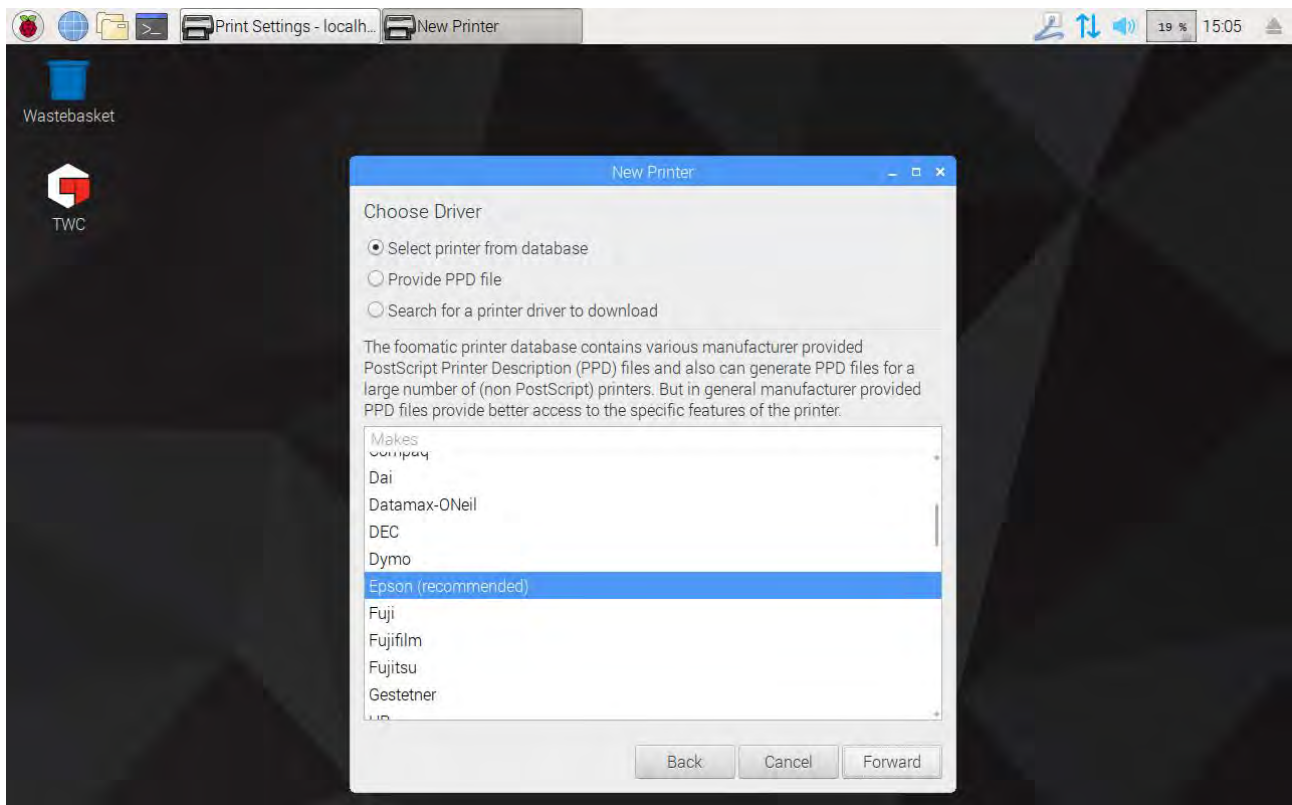 Print Settings - localh...
New Printer
19 %
15:05
Wastebasket
TWC
New Printer
Choose Driver
Select printer from database
Provide PPD file
Search for a printer driver to download
The foomatic printer database contains various manufacturer provided
PostScript Printer Description (PPD) files and also can generate PPD files for a
large number of (non PostScript) printers. But in general manufacturer provided
PPD files provide better access to the specific features of the printer.
Makes
Compaq
Dai
Datamax-ONeil
DEC
Dymo
Epson (recommended)
Fuji
Fujifilm
Fujitsu
Gestetner
HP
Back
Cancel
Forward